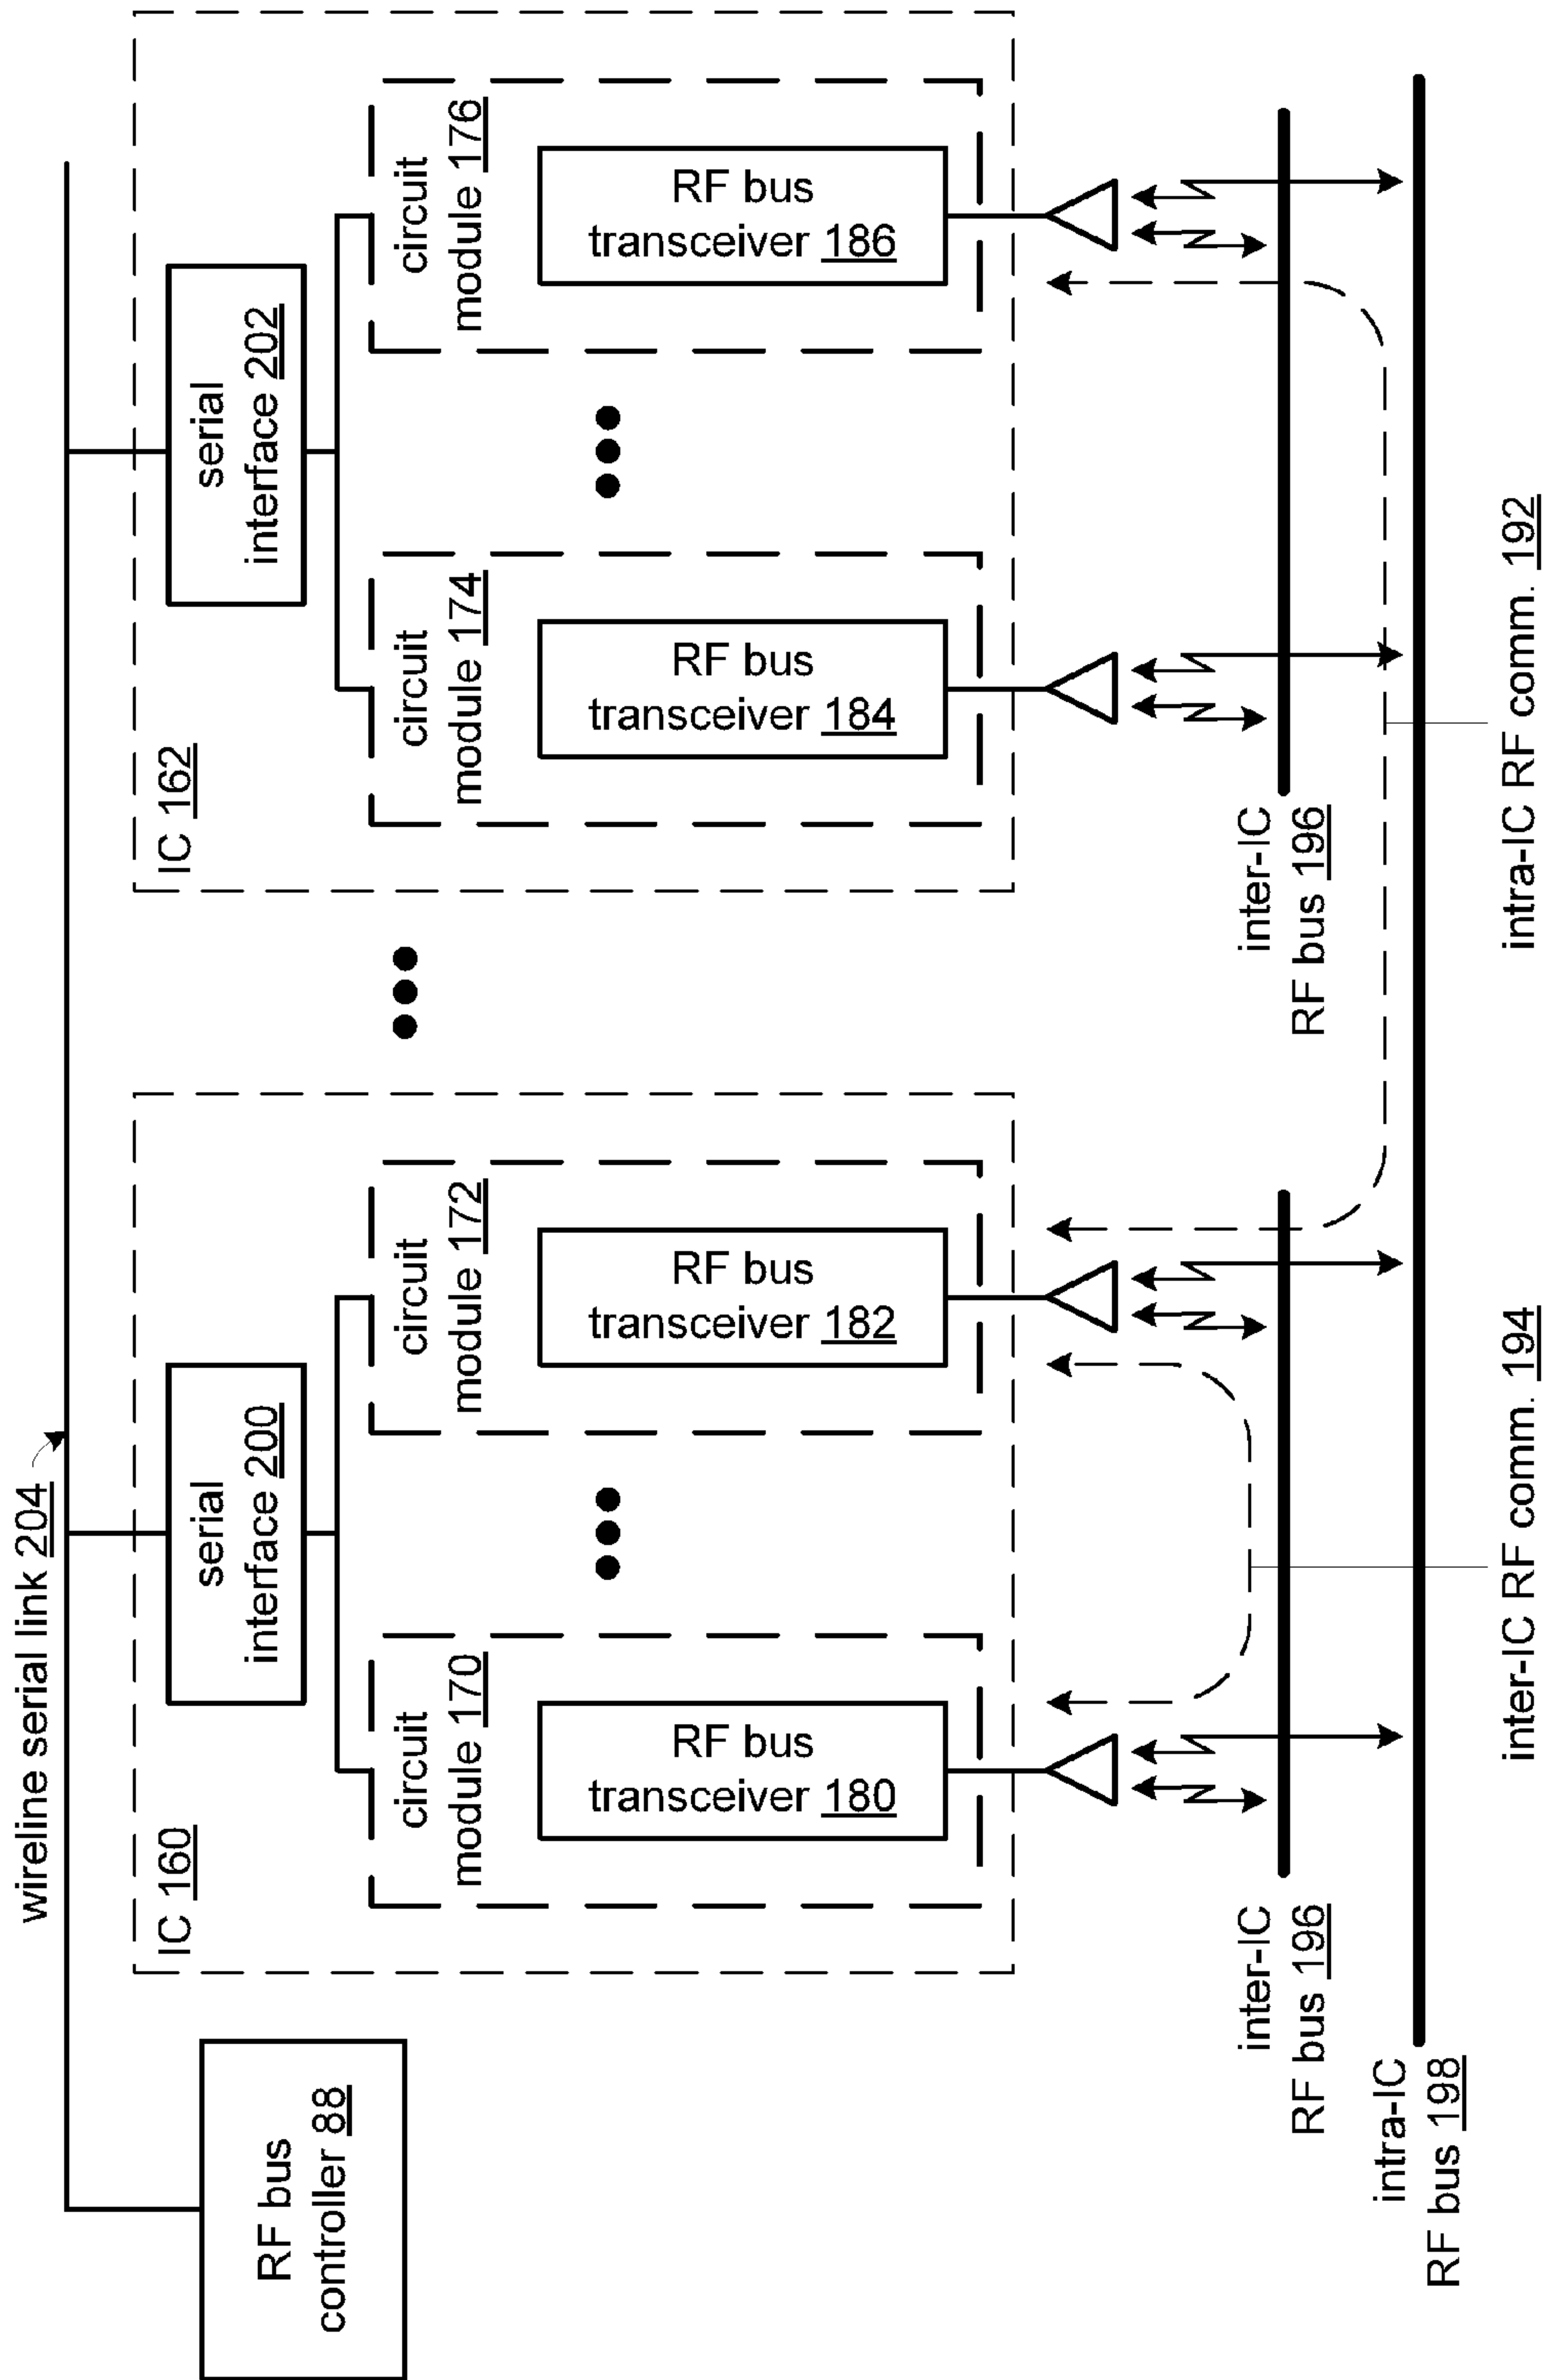 wireline serial link 204
RF bus
controller 88
IC 160
serial
interface 200
circuit
module 170
RF bus
transceiver 180
circuit
module 172
RF bus
transceiver 182
IC 162
serial
interface 202
circuit
module 174
RF bus
transceiver 184
circuit
module 176
RF bus
transceiver 186
inter-IC
RF bus 196
inter-IC
RF bus 196
intra-IC
RF bus 198
inter-IC RF comm. 194
intra-IC RF comm. 192